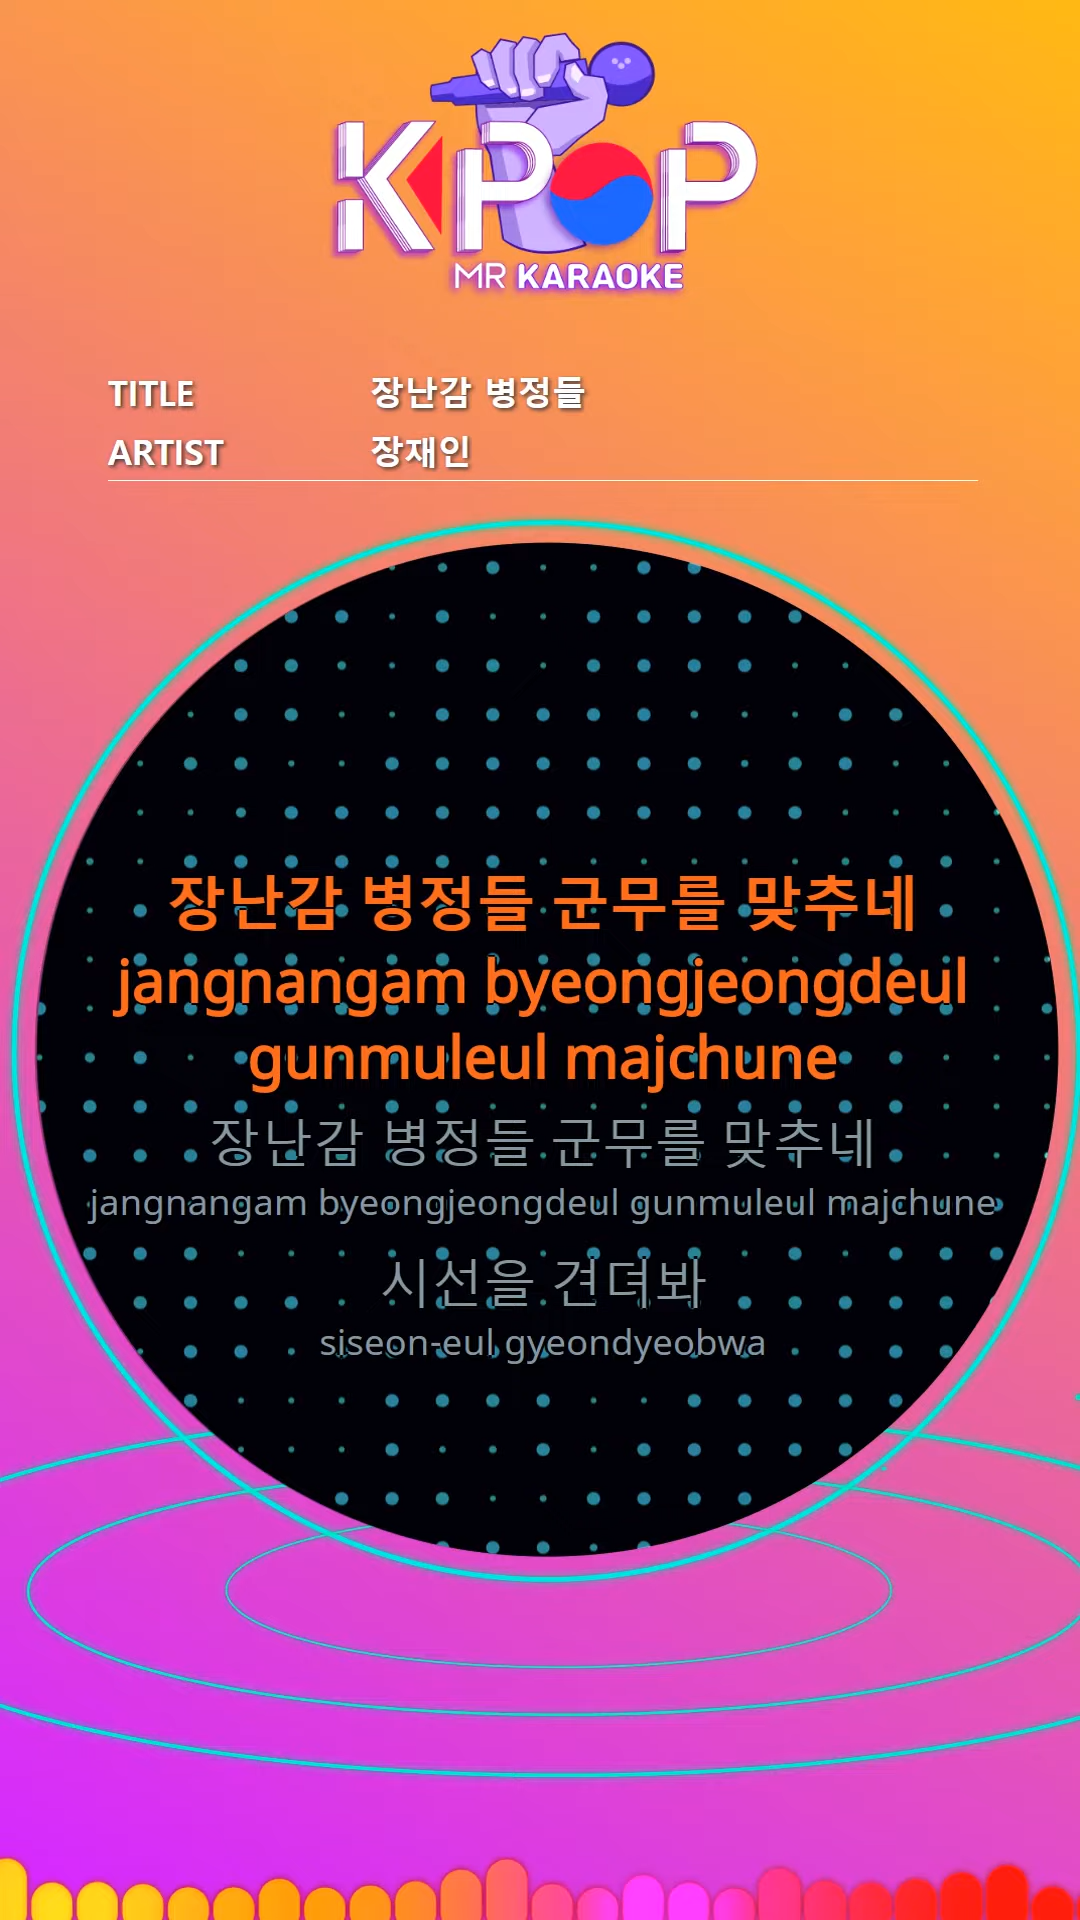 KPOP
MR KARAOKE
TITLE 장난감 병정들
ARTIST 장재인
장난감 병정들 군무를 맞추네
jangnangam byeongjeongdeul
gunmuleul majchune
장난감 병정들 군무를 맞추네
jangnangam byeongjeongdeul gunmuleul majchune
시선을 견뎌봐
siseon-eul gyeondyeobwa